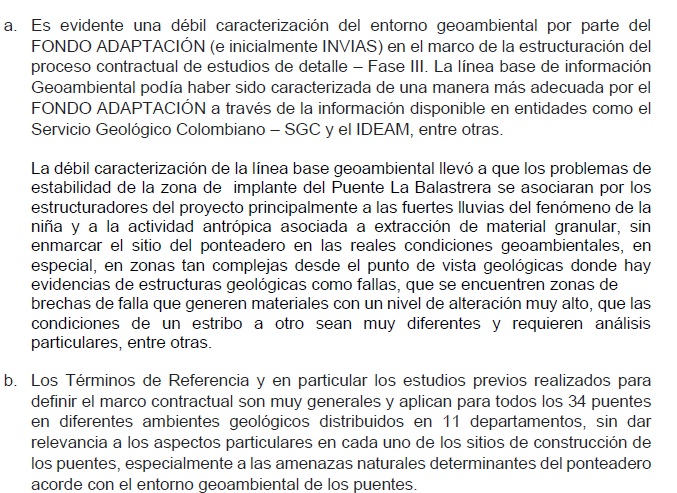 a. Es evidente una débil caracterización del entorno geoambiental por parte del
FONDO ADAPTACIÓN (e inicialmente INVIAS) en el marco de la estructuración del
proceso contractual de estudios de detalle – Fase III. La línea base de información
Geoambiental podía haber sido caracterizada de una manera más adecuada por el
FONDO ADAPTACIÓN a través de la información disponible en entidades como el
Servicio Geológico Colombiano – SGC y el IDEAM, entre otras.
La débil caracterización de la línea base geoambiental llevó a que los problemas de
estabilidad de la zona de implante del Puente La Balastrera se asociaran por los
estructuradores del proyecto principalmente a las fuertes lluvias del fenómeno de la
niña y a la actividad antrópica asociada a extracción de material granular, sin
enmarcar el sitio del ponteadero en las reales condiciones geoambientales, en
especial, en zonas tan complejas desde el punto de vista geológicas donde hay
evidencias de estructuras geológicas como fallas, que se encuentren zonas de
brechas de falla que generen materiales con un nivel de alteración muy alto, que las
condiciones de un estribo a otro sean muy diferentes y requieren análisis
particulares, entre otras.
b. Los Términos de Referencia y en particular los estudios previos realizados para
definir el marco contractual son muy generales y aplican para todos los 34 puentes
en diferentes ambientes geológicos distribuidos en 11 departamentos, sin dar
relevancia a los aspectos particulares en cada uno de los sitios de construcción de
los puentes, especialmente a las amenazas naturales determinantes del ponteadero
acorde con el entorno geoambiental de los puentes.